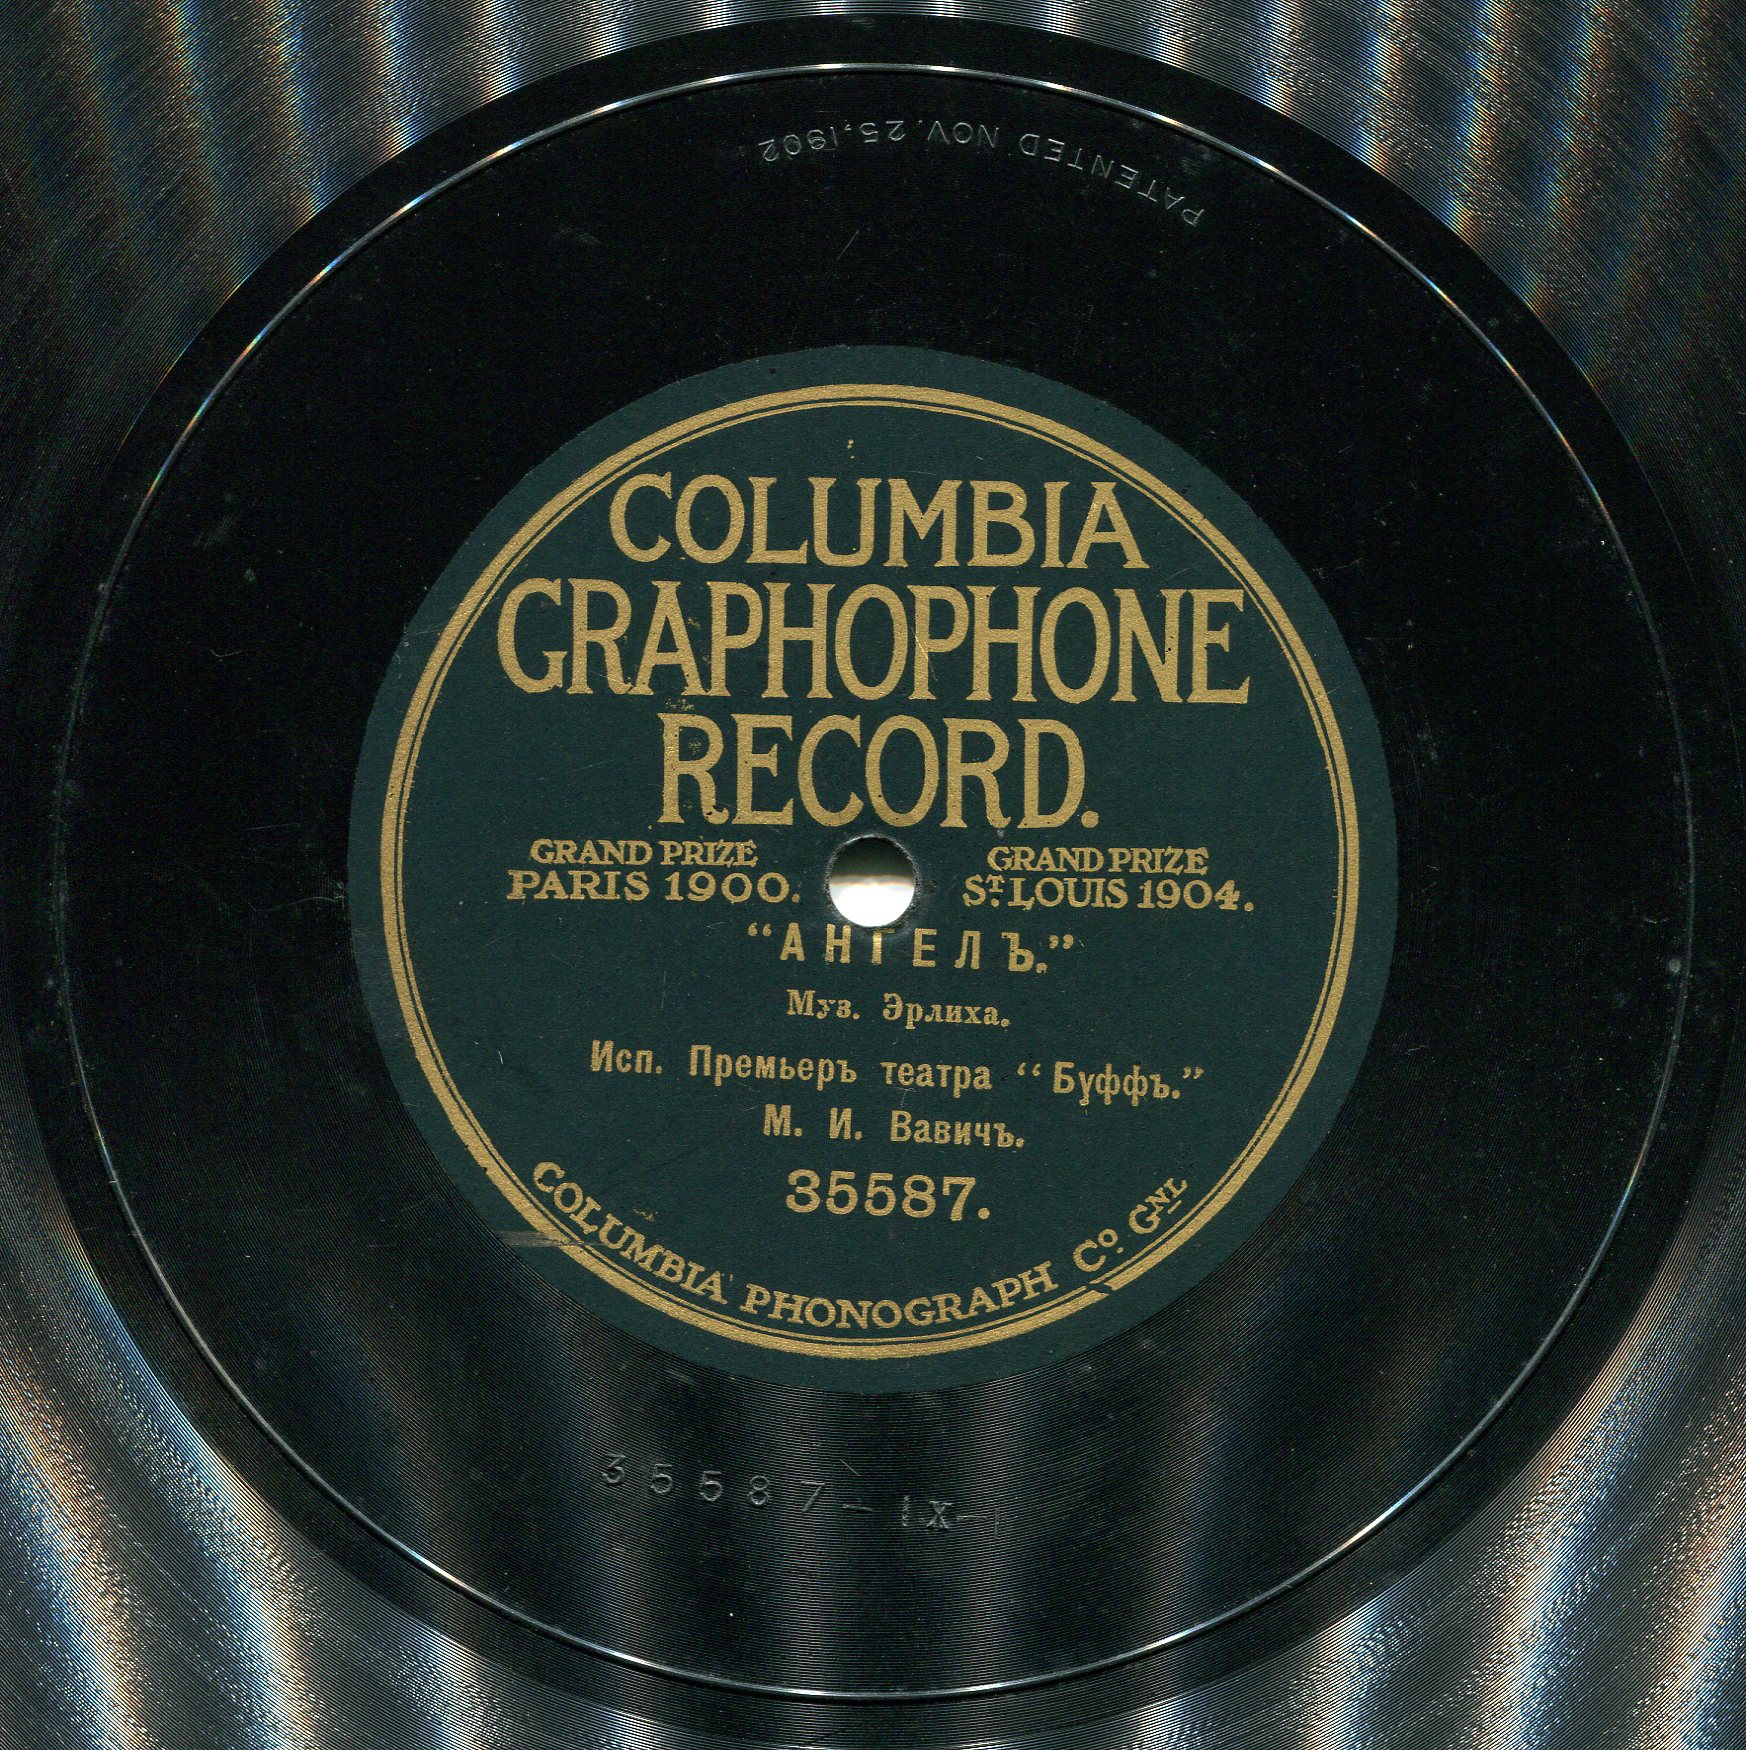 PATENTED NOV. 25, 1902.
COLUMBIA
GRAPHOPHONE
RECORD.
GRAND PRIZE
PARIS 1900.
GRAND PRIZE
ST. LOUIS 1904.
“АНГЕЛЪ.”
Муз. Эрлиха.
Исп. Премьеръ театра “Буффъ.”
М. И. Вавичъ.
35587.
COLUMBIA PHONOGRAPH Co. GNL
35587-1X-1